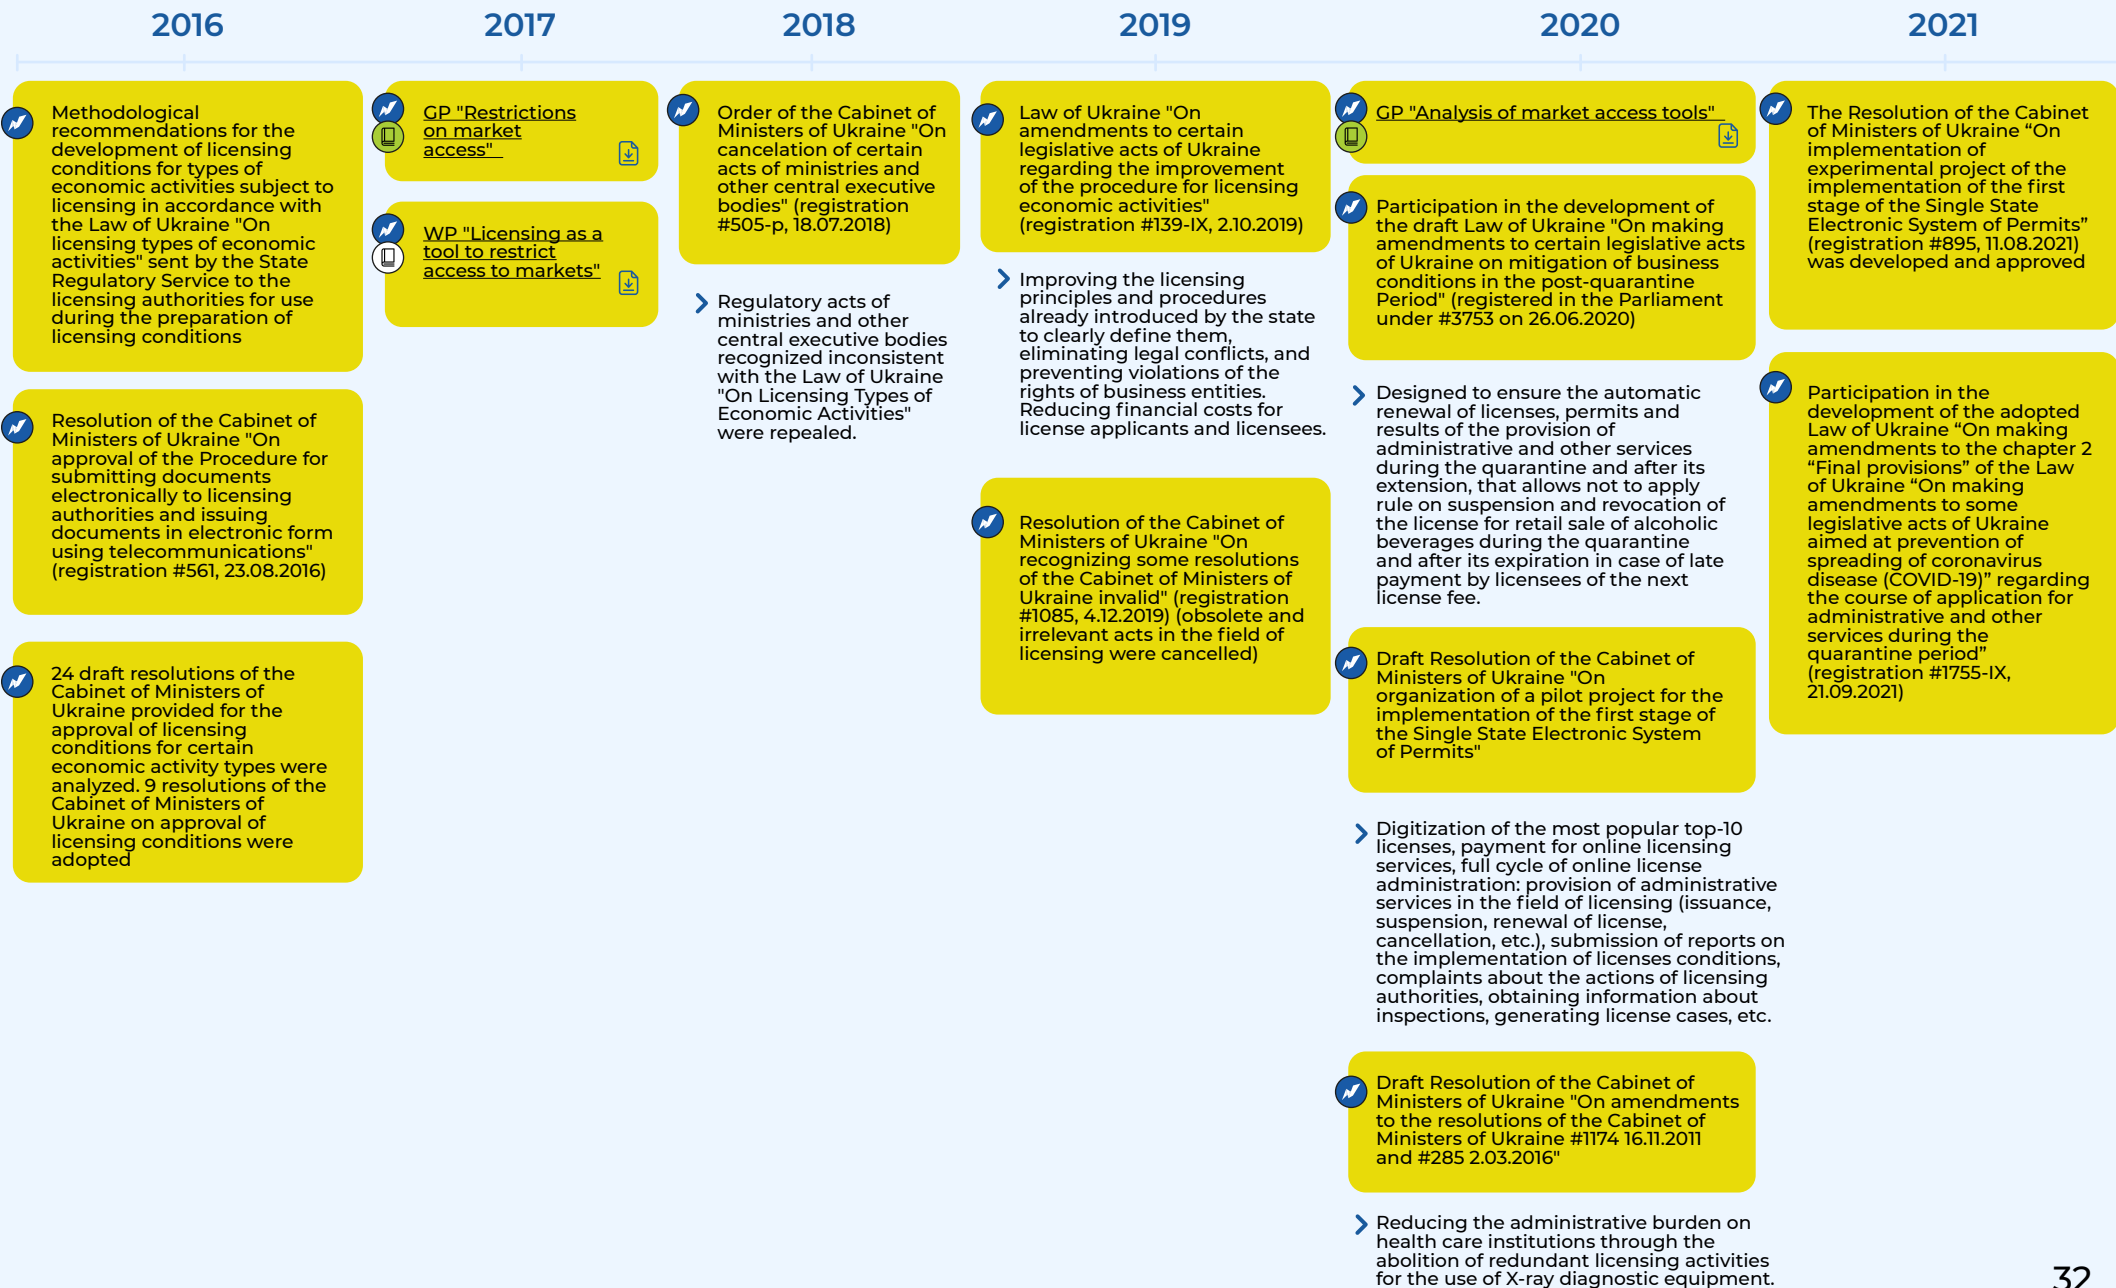 2016
2017
2018
2019
2020
2021
Methodological
recommendations for the
development of licensing
conditions for types of
economic activities subject to
licensing in accordance with
the Law of Ukraine "On
licensing types of economic
activities" sent by the State
Regulatory Service to the
licensing authorities for use
during the preparation of
licensing conditions
Resolution of the Cabinet of
Ministers of Ukraine "On
approval of the Procedure for
submitting documents
electronically to licensing
authorities and issuing
documents in electronic form
using telecommunications"
(registration #561, 23.08.2016)
24 draft resolutions of the
Cabinet of Ministers of
Ukraine provided for the
approval of licensing
conditions for certain
economic activity types were
analyzed. 9 resolutions of the
Cabinet of Ministers of
Ukraine on approval of
licensing conditions were
adopted
GP "Restrictions
on market
access"
WP "Licensing as a
tool to restrict
access to markets"
Order of the Cabinet of
Ministers of Ukraine "On
cancelation of certain
acts of ministries and
other central executive
bodies" (registration
#505-p, 18.07.2018)
Regulatory acts of
ministries and other
central executive bodies
recognized inconsistent
with the Law of Ukraine
"On Licensing Types of
Economic Activities"
were repealed.
Law of Ukraine "On
amendments to certain
legislative acts of Ukraine
regarding the improvement
of the procedure for licensing
economic activities"
(registration #139-IX, 2.10.2019)
Improving the licensing
principles and procedures
already introduced by the state
to clearly define them,
eliminating legal conflicts, and
preventing violations of the
rights of business entities.
Reducing financial costs for
license applicants and licensees.
Resolution of the Cabinet of
Ministers of Ukraine "On
recognizing some resolutions
of the Cabinet of Ministers of
Ukraine invalid" (registration
#1085, 4.12.2019) (obsolete and
irrelevant acts in the field of
licensing were cancelled)
GP "Analysis of market access tools"
Participation in the development of
the draft Law of Ukraine "On making
amendments to certain legislative acts
of Ukraine on mitigation of business
conditions in the post-quarantine
Period" (registered in the Parliament
under #3753 on 26.06.2020)
Designed to ensure the automatic
renewal of licenses, permits and
results of the provision of
administrative and other services
during the quarantine and after its
extension, that allows not to apply
rule on suspension and revocation of
the license for retail sale of alcoholic
beverages during the quarantine
and after its expiration in case of late
payment by licensees of the next
license fee.
Draft Resolution of the Cabinet of
Ministers of Ukraine "On
organization of a pilot project for the
implementation of the first stage of
the Single State Electronic System
of Permits"
Digitization of the most popular top-10
licenses, payment for online licensing
services, full cycle of online license
administration: provision of administrative
services in the field of licensing (issuance,
suspension, renewal of license,
cancellation, etc.), submission of reports on
the implementation of licenses conditions,
complaints about the actions of licensing
authorities, obtaining information about
inspections, generating license cases, etc.
Draft Resolution of the Cabinet of
Ministers of Ukraine "On amendments
to the resolutions of the Cabinet of
Ministers of Ukraine #1174 16.11.2011
and #285 2.03.2016"
Reducing the administrative burden on
health care institutions through the
abolition of redundant licensing activities
for the use of X-ray diagnostic equipment.
The Resolution of the Cabinet
of Ministers of Ukraine “On
implementation of
experimental project of the
implementation of the first
stage of the Single State
Electronic System of Permits”
(registration #895, 11.08.2021)
was developed and approved
Participation in the
development of the adopted
Law of Ukraine “On making
amendments to the chapter 2
“Final provisions” of the Law
of Ukraine “On making
amendments to some
legislative acts of Ukraine
aimed at prevention of
spreading of coronavirus
disease (COVID-19)” regarding
the course of application for
administrative and other
services during the
quarantine period”
(registration #1755-IX,
21.09.2021)
32